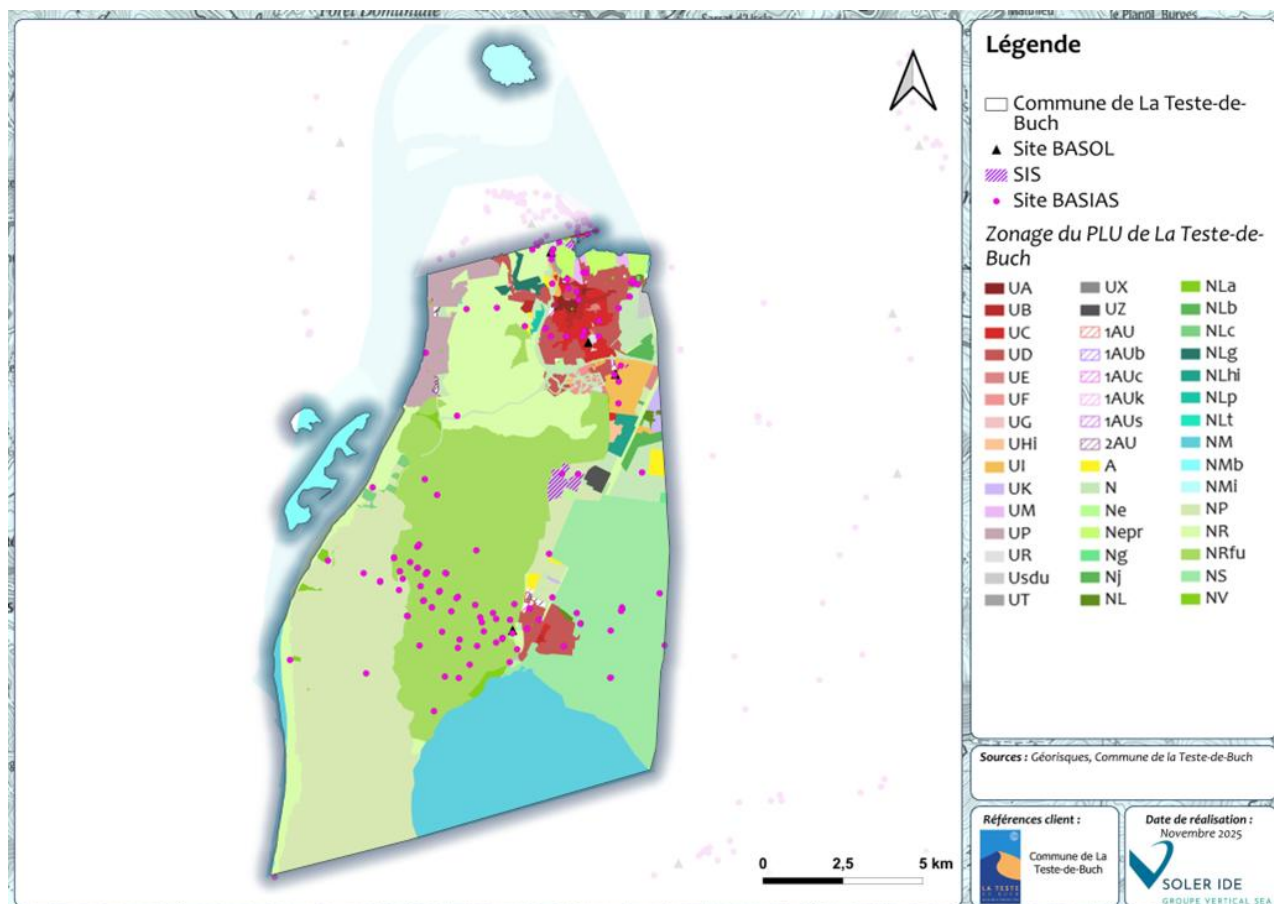 Forêt Domaniale
le Planol Burves
Légende
Commune de La Teste-de-
Buch
Site BASOL
SIS
Site BASIAS
Zonage du PLU de La Teste-de-
Buch
UA
UB
UC
UD
UE
UF
UG
UHi
UI
UK
UM
UP
UR
Usdu
UT
UX
UZ
1AU
1AUb
1AUc
1AUk
1AUs
2AU
A
N
Ne
Nepr
Ng
Nj
NL
NLa
NLb
NLc
NLg
NLhi
NLp
NLt
NM
NMb
NMi
NP
NR
NRfu
NS
NV
0 2,5 5 km
Sources : Géorisques, Commune de la Teste-de-Buch
Références client :
LA TESTE
DE BUCH
Commune de La
Teste-de-Buch
Date de réalisation :
Novembre 2025
SOLER IDE
GROUPE VERTICAL SEA